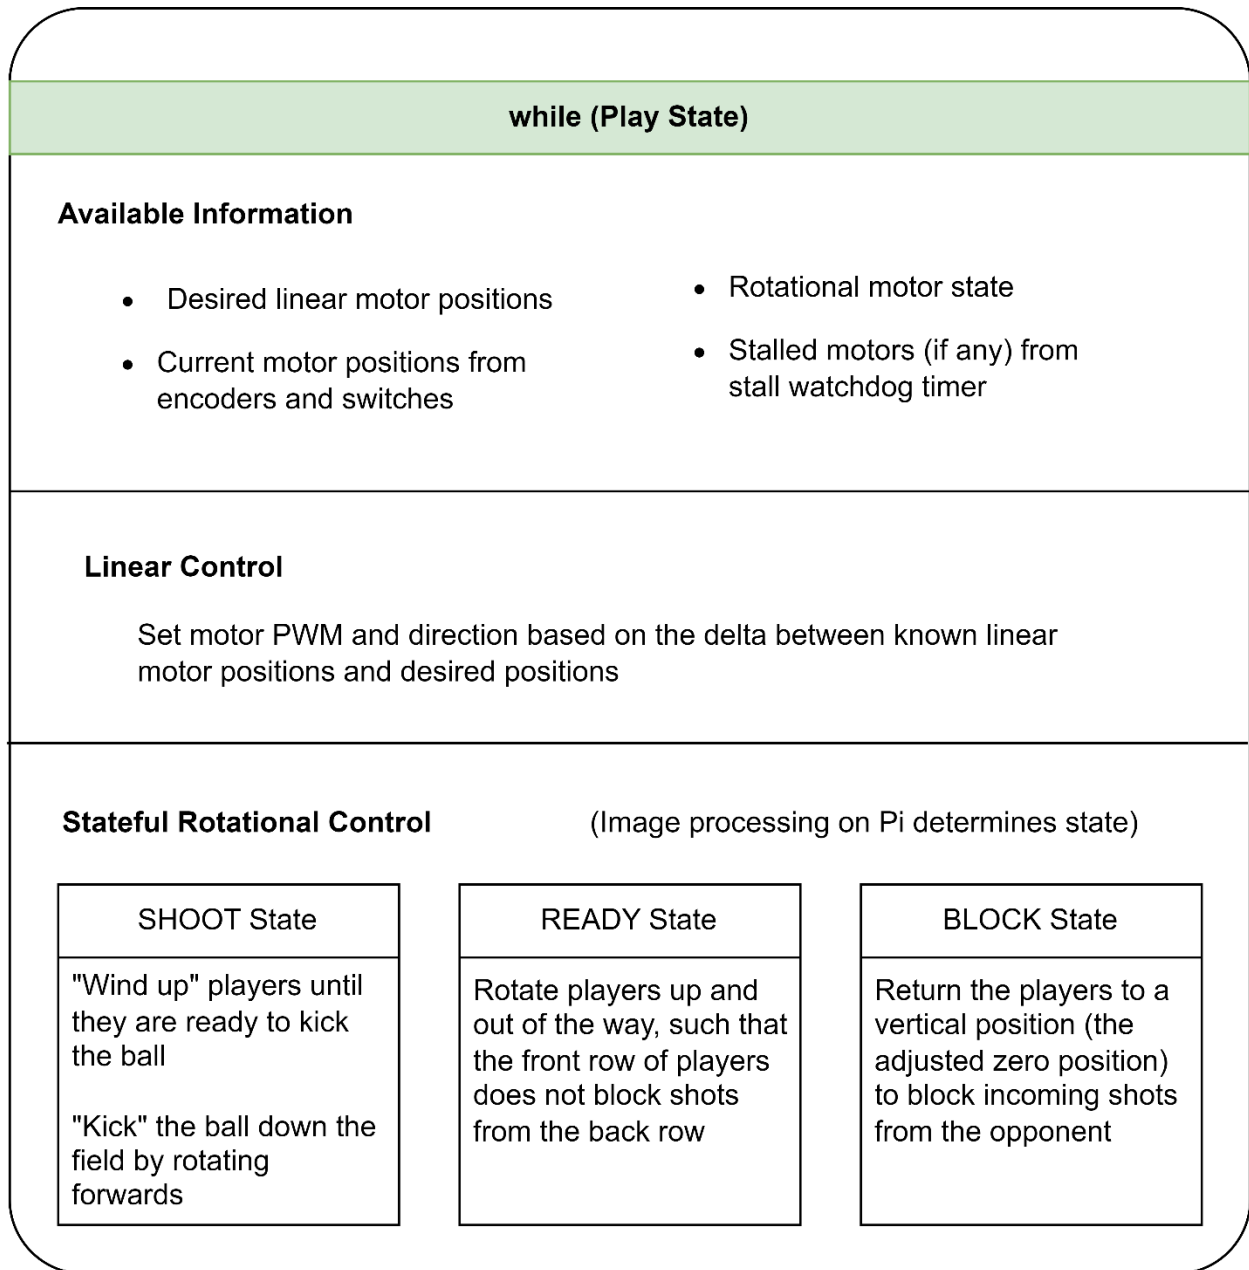 while (Play State)
Available Information
Desired linear motor positions
Current motor positions from
encoders and switches
Rotational motor state
Stalled motors (if any) from
stall watchdog timer
Linear Control
Set motor PWM and direction based on the delta between known linear
motor positions and desired positions
Stateful Rotational Control
(Image processing on Pi determines state)
SHOOT State
"Wind up" players until
they are ready to kick
the ball
"Kick" the ball down the
field by rotating
forwards
READY State
Rotate players up and
out of the way, such that
the front row of players
does not block shots
from the back row
BLOCK State
Return the players to a
vertical position (the
adjusted zero position)
to block incoming shots
from the opponent